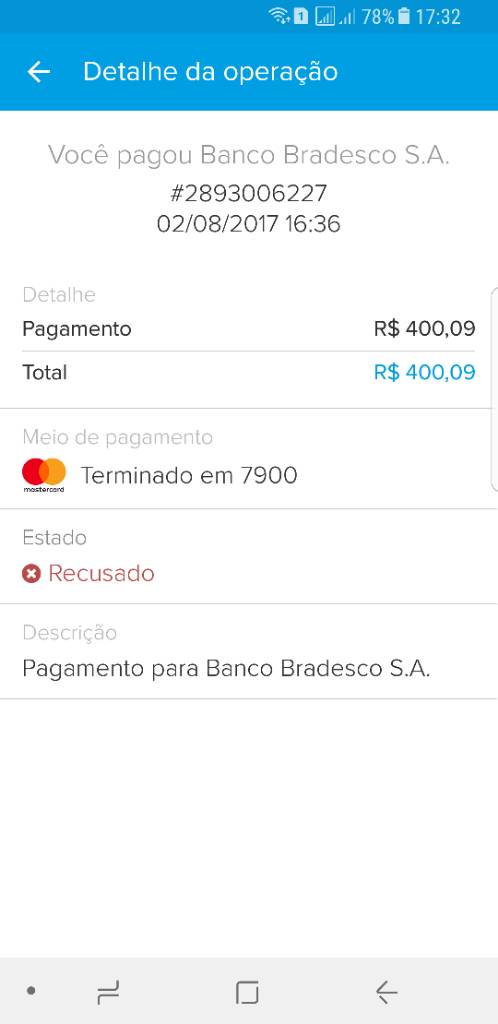 1 78% 17:32
Detalhe da operação
Você pagou Banco Bradesco S.A.
#2893006227
02/08/2017 16:36
Detalhe
Pagamento R$ 400,09
Total R$ 400,09
Meio de pagamento
mastercard Terminado em 7900
Estado
Recusado
Descrição
Pagamento para Banco Bradesco S.A.